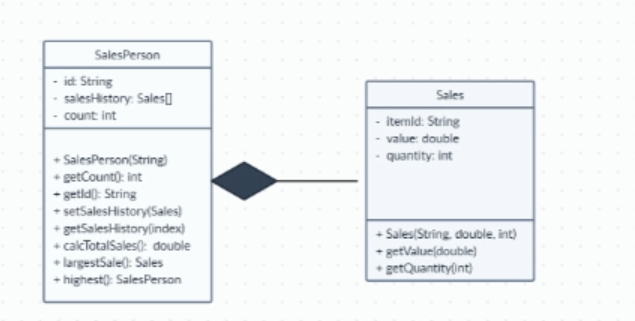 SalesPerson
- id: String
- salesHistory: Sales[]
- count: int
+ SalesPerson(String)
+ getCount(): int
+ getId(): String
+ setSalesHistory(Sales)
+ getSalesHistory(index)
+ calcTotalSales(): double
+ largestSale(): Sales
+ highest(): SalesPerson
Sales
- itemId: String
- value: double
- quantity: int
+ Sales(String, double, int)
+ getValue(double)
+ getQuantity(int)